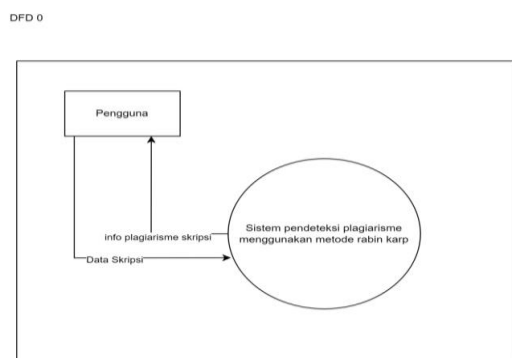 DFD 0
Pengguna
info plagiarisme skripsi
Data Skripsi
Sistem pendeteksi plagiarisme
menggunakan metode rabin karp